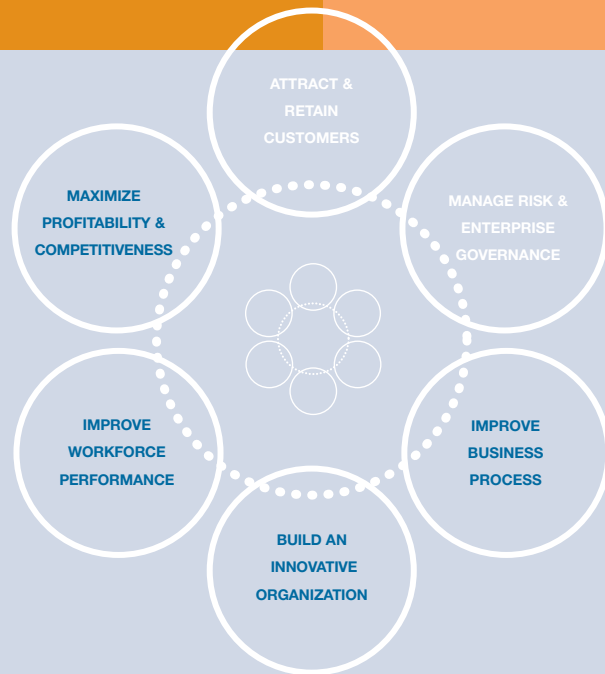 ATTRACT &
RETAIN
CUSTOMERS
MANAGE RISK &
ENTERPRISE
GOVERNANCE
IMPROVE
BUSINESS
PROCESS
BUILD AN
INNOVATIVE
ORGANIZATION
IMPROVE
WORKFORCE
PERFORMANCE
MAXIMIZE
PROFITABILITY &
COMPETITIVENESS